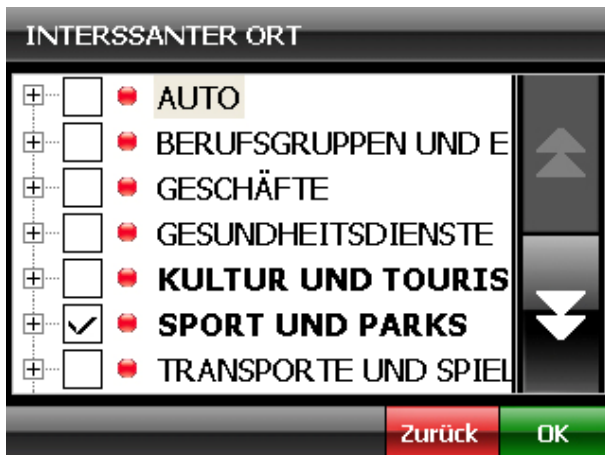 INTERSSANTER ORT
AUTO
BERUFSGRUPPEN UND E
GESCHÄFTE
GESUNDHEITSDIENSTE
KULTUR UND TOURIS
SPORT UND PARKS
TRANSPORTE UND SPIEL
Zurück OK